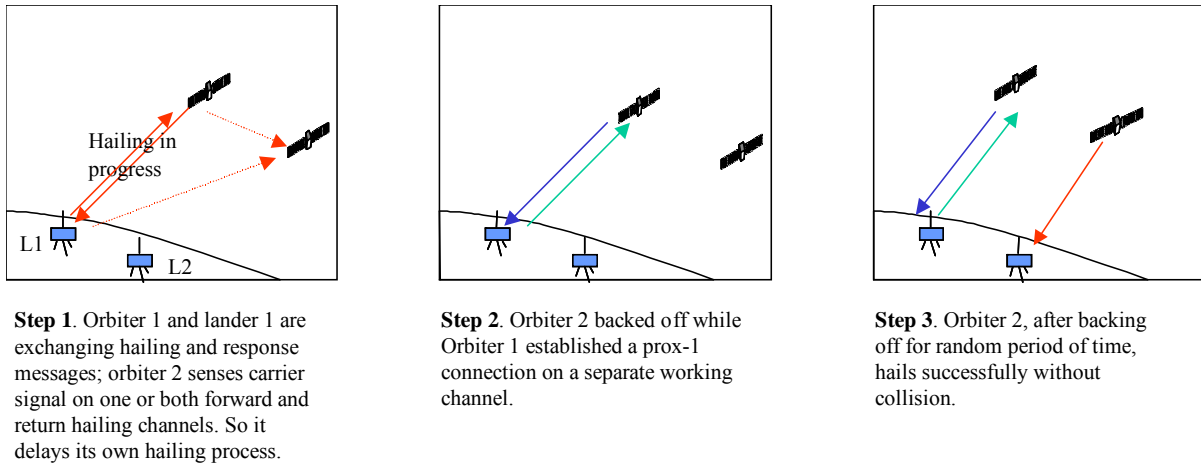 Hailing in
progress
L1
L2
Step 1. Orbiter 1 and lander 1 are
exchanging hailing and response
messages; orbiter 2 senses carrier
signal on one or both forward and
return hailing channels. So it
delays its own hailing process.
Step 2. Orbiter 2 backed off while
Orbiter 1 established a prox-1
connection on a separate working
channel.
Step 3. Orbiter 2, after backing
off for random period of time,
hails successfully without
collision.